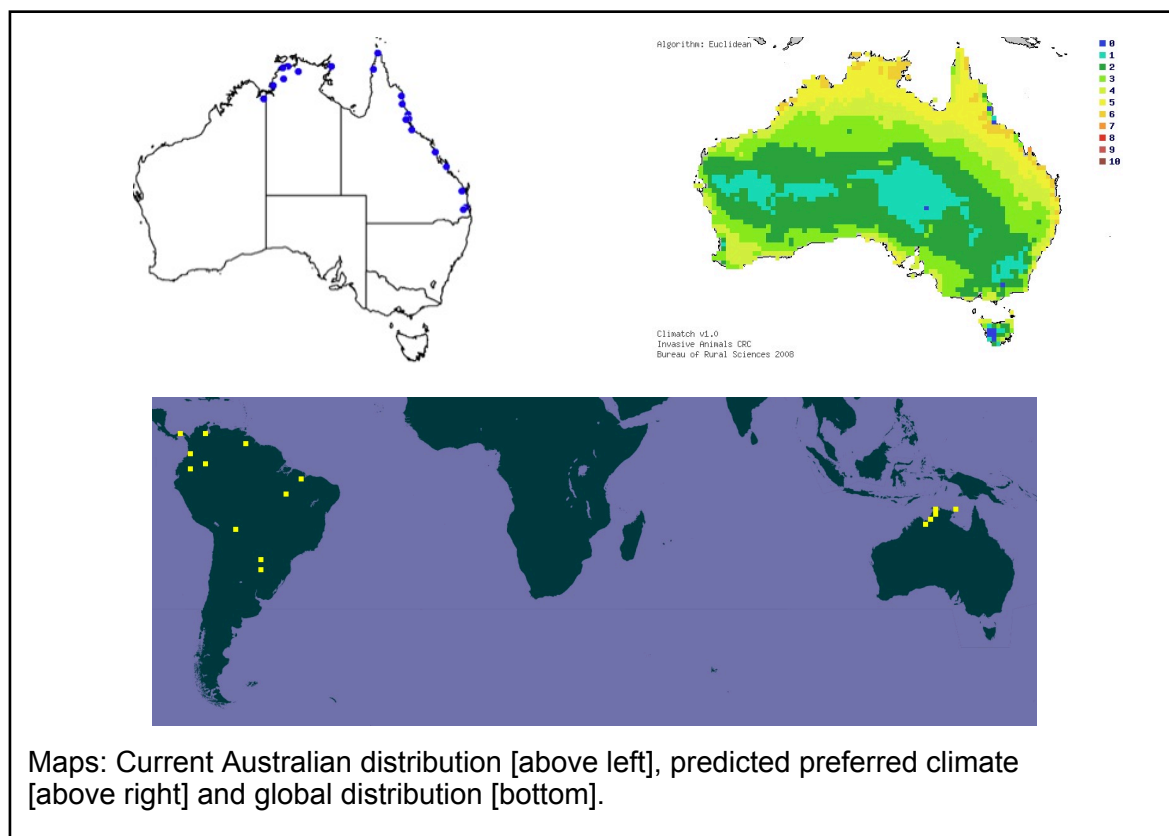 Algorithm: Euclidean
0
1
2
3
4
5
6
7
8
9
10
Climatch v1.0
Invasive Animals CRC
Bureau of Rural Sciences 2008
Maps: Current Australian distribution [above left], predicted preferred climate
[above right] and global distribution [bottom].